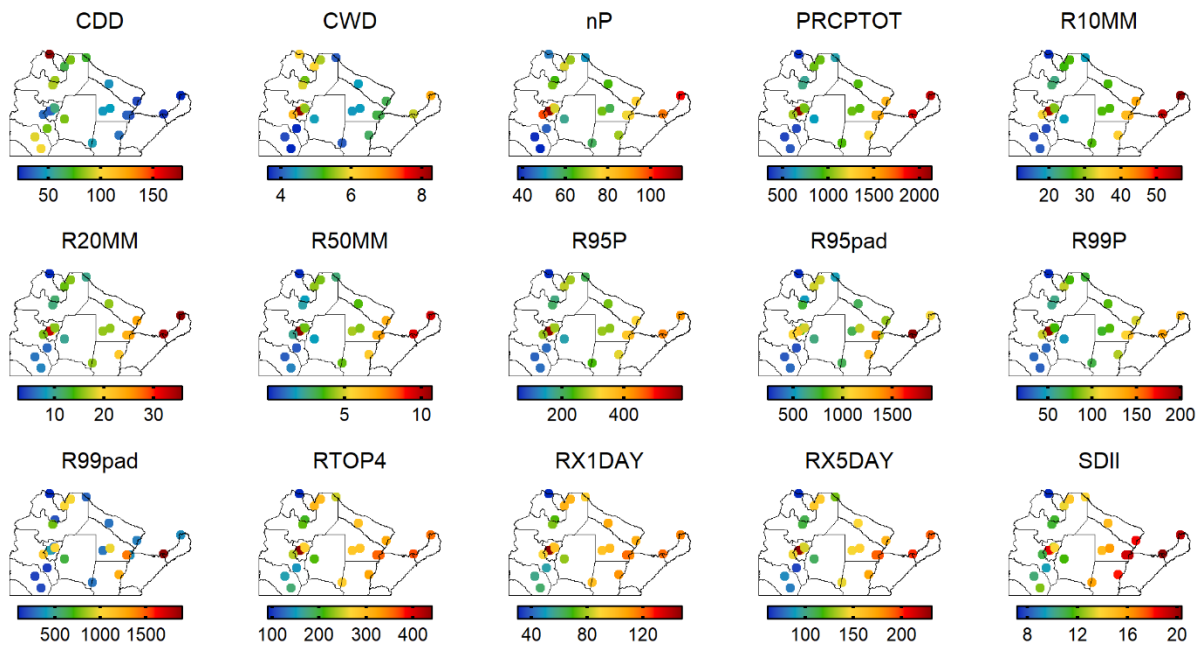 CDD CWD nP PRCPTOT R10MM
50 100 150 4 6 8 40 60 80 100 500 1000 1500 2000 20 30 40 50
R20MM R50MM R95P R95pad R99P
10 20 30 5 10 200 400 500 1000 1500 50 100 150 200
R99pad RTOP4 RX1DAY RX5DAY SDII
500 1000 1500 100 200 300 400 40 80 120 100 150 200 8 12 16 20